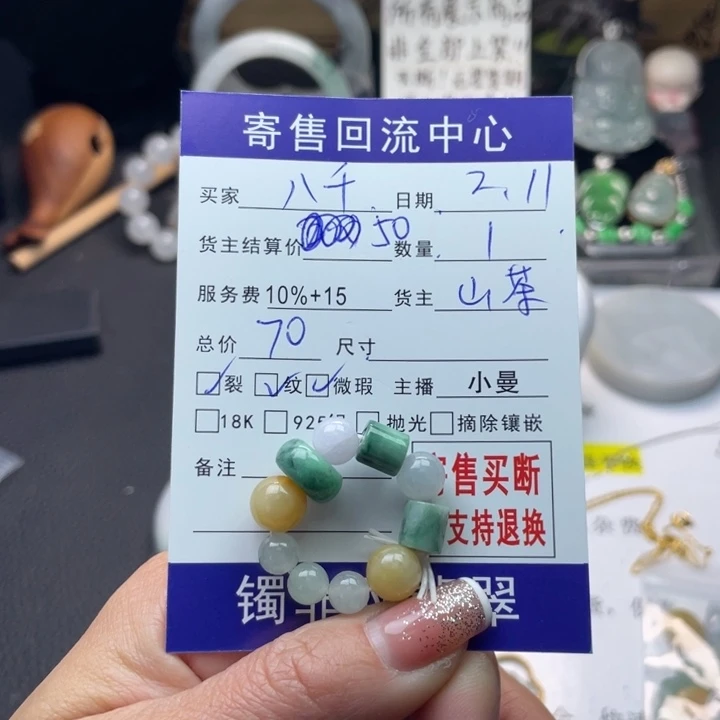 寄售回流中心
买家 八千 日期 2.11
货主结算价 50 数量 1
服务费 10%+15 货主 山茶
总价 70 尺寸
裂 纹 微瑕 主播 小曼
18K 925 抛光 摘除镶嵌
备注
售买断
支持退换
镯 翠